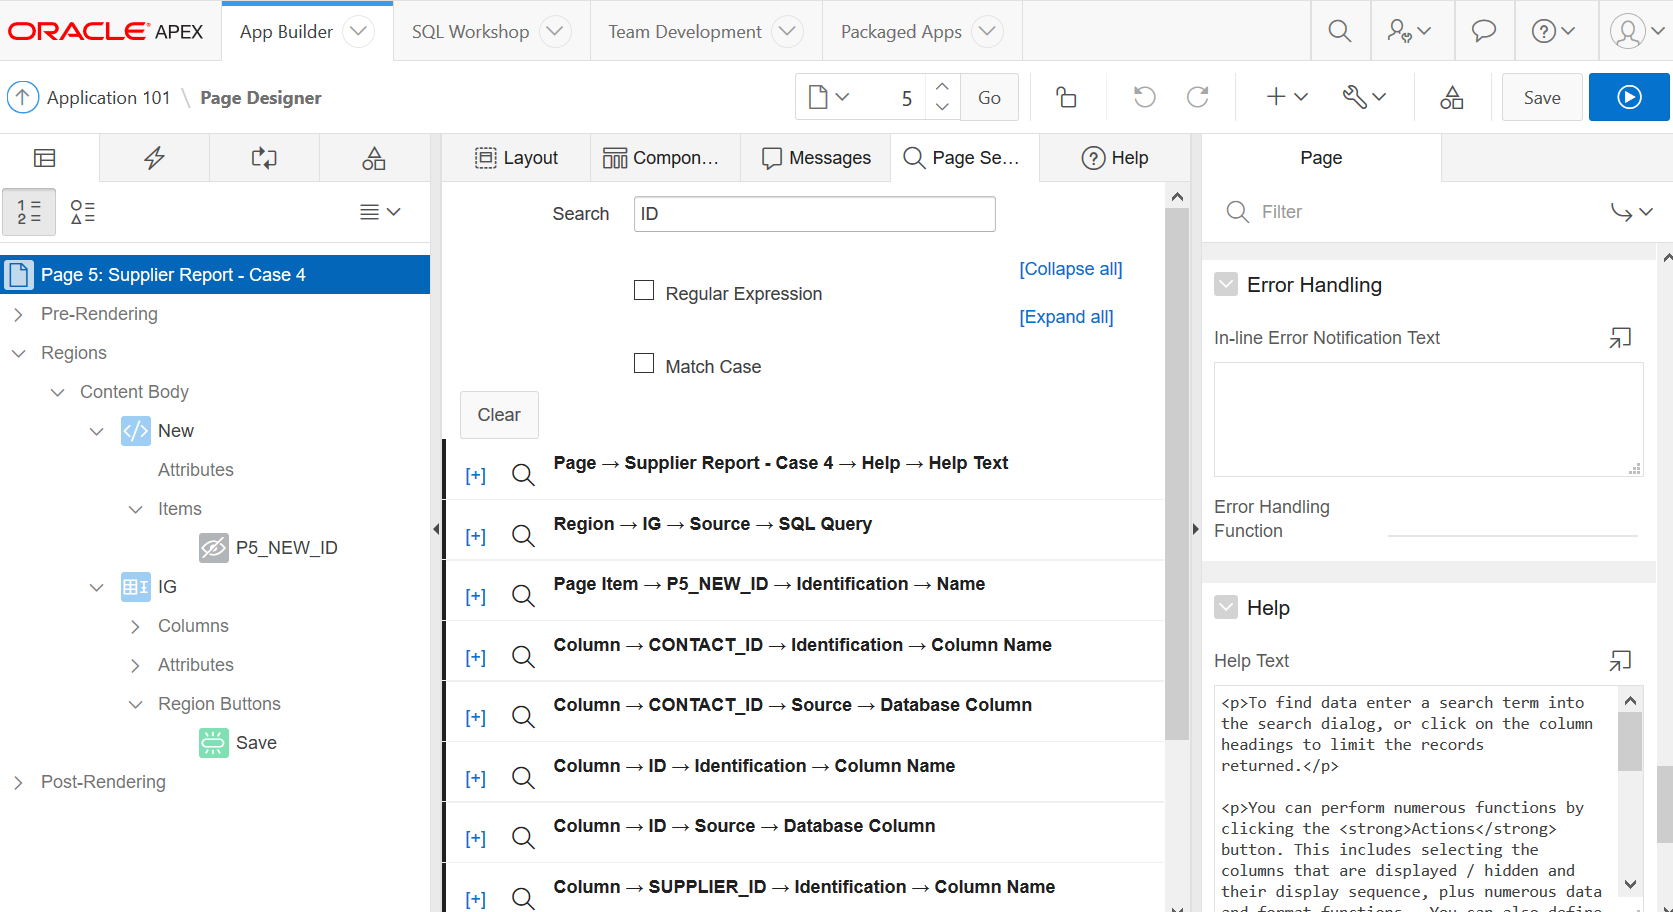 ORACLE APEX
App Builder
SQL Workshop
Team Development
Packaged Apps
Application 101 \ Page Designer
5
Go
Save
Layout
Compon...
Messages
Page Se...
Help
Page
Page 5: Supplier Report - Case 4
Pre-Rendering
Regions
Content Body
New
Attributes
Items
P5_NEW_ID
IG
Columns
Attributes
Region Buttons
Save
Post-Rendering
Search
ID
[Collapse all]
Regular Expression
[Expand all]
Match Case
Clear
[+] Page → Supplier Report - Case 4 → Help → Help Text
[+] Region → IG → Source → SQL Query
[+] Page Item → P5_NEW_ID → Identification → Name
[+] Column → CONTACT_ID → Identification → Column Name
[+] Column → CONTACT_ID → Source → Database Column
[+] Column → ID → Identification → Column Name
[+] Column → ID → Source → Database Column
[+] Column → SUPPLIER_ID → Identification → Column Name
Filter
Error Handling
In-line Error Notification Text
Error Handling
Function
Help
Help Text
<p>To find data enter a search term into
the search dialog, or click on the column
headings to limit the records
returned.</p>
<p>You can perform numerous functions by
clicking the <strong>Actions</strong>
button. This includes selecting the
columns that are displayed / hidden and
their display sequence, plus numerous data
and format functions. You can also define